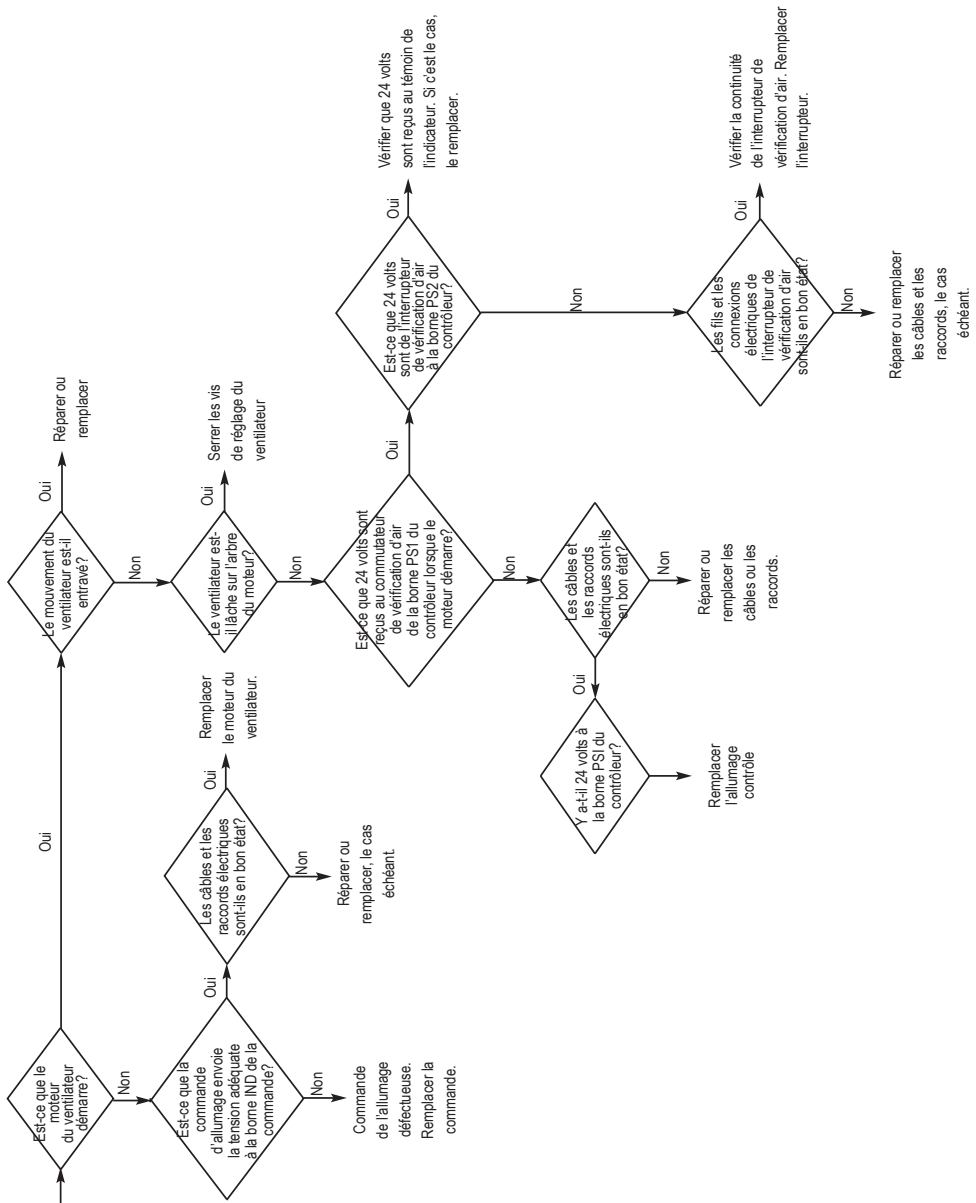 Est-ce que le
moteur
du ventilateur
démarre?
Oui
Non
Le mouvement du
ventilateur est-il
entravé?
Oui
Réparer ou
remplacer
Non
Est-ce que la
commande
d'allumage envoie
la tension adéquate
à la borne IND de la
commande?
Oui
Non
Commande
de l'allumage
défectueuse.
Remplacer la
commande.
Les câbles et les
raccords électriques
sont-ils en bon état?
Oui
Remplacer
le moteur du
ventilateur.
Non
Réparer ou
remplacer, le cas
échéant.
Le ventilateur est-
il lâche sur l'arbre
du moteur?
Oui
Serrer les vis
de réglage du
ventilateur
Non
Est-ce que 24 volts sont
reçus au commutateur
de vérification d'air
de la borne PS1 du
contrôleur lorsque le
moteur démarre?
Oui
Non
Est-ce que 24 volts
sont de l'interrupteur
de vérification d'air
à la borne PS2 du
contrôleur?
Oui
Vérifier que 24 volts
sont reçus au témoin de
l'indicateur. Si c'est le cas,
le remplacer.
Non
Les câbles et
les raccords
électriques sont-ils
en bon état?
Oui
Non
Réparer ou
remplacer les
câbles ou les
raccords.
Y a-t-il 24 volts à
la borne PSI du
contrôleur?
Remplacer
l'allumage
contrôle
Les fils et les
connexions
électriques de
l'interrupteur de
vérification d'air
sont-ils en bon état?
Oui
Vérifier la continuité
de l'interrupteur de
vérification d'air. Remplacer
l'interrupteur.
Non
Réparer ou remplacer
les câbles et les
raccords, le cas
échéant.